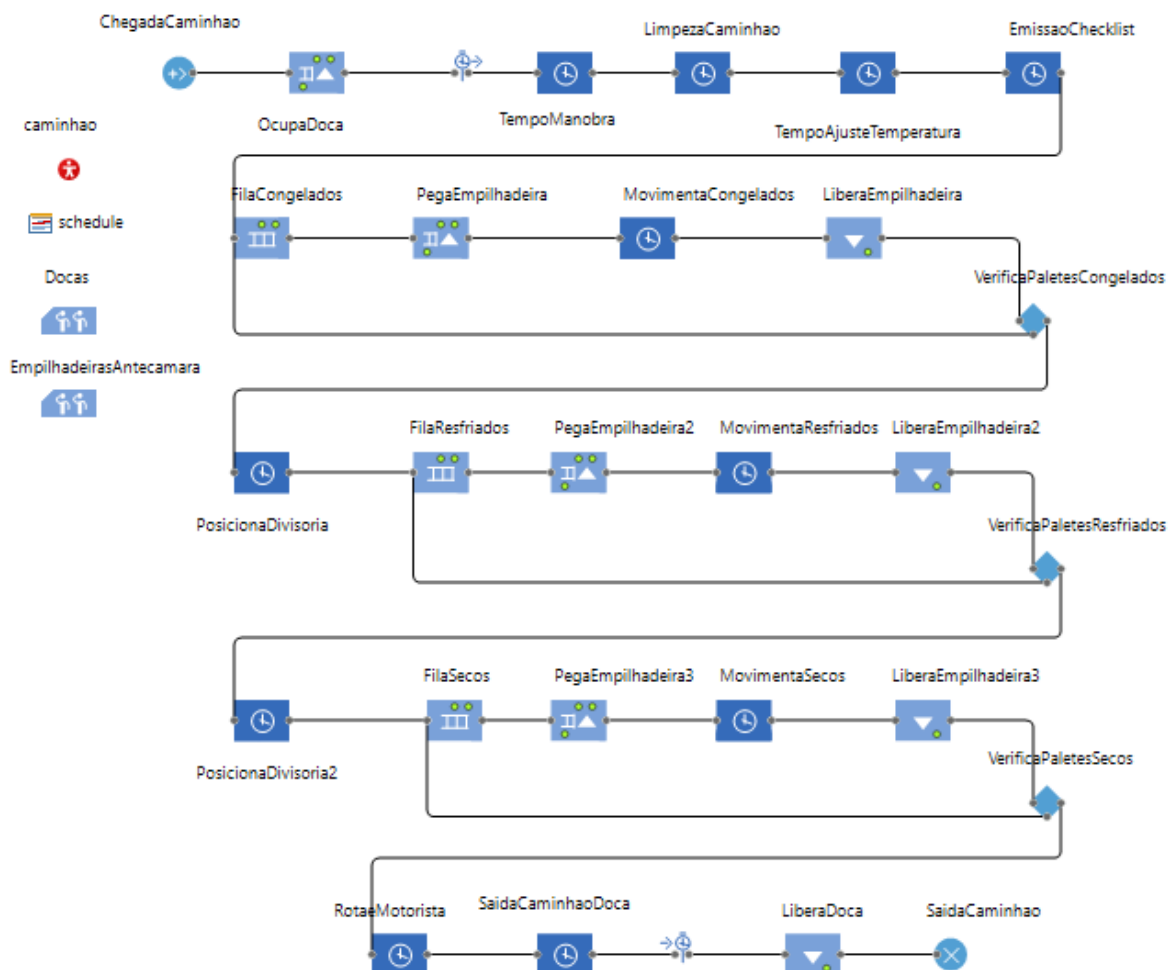 ChegadaCaminhao
LimpezaCaminhao
EmissaoChecklist
caminhao
OcupaDoca
TempoManobra
TempoAjusteTemperatura
FilaCongelados
PegaEmpilhadeira
MovimentaCongelados
LiberaEmpilhadeira
schedule
Docas
VerificaPaletesCongelados
EmpilhadeirasAntecamara
FilaResfriados
PegaEmpilhadeira2
MovimentaResfriados
LiberaEmpilhadeira2
PosicionaDivisoria
VerificaPaletesResfriados
FilaSecos
PegaEmpilhadeira3
MovimentaSecos
LiberaEmpilhadeira3
PosicionaDivisoria2
VerificaPaletesSecos
RotaeMotorista
SaidaCaminhaoDoca
LiberaDoca
SaidaCaminhao